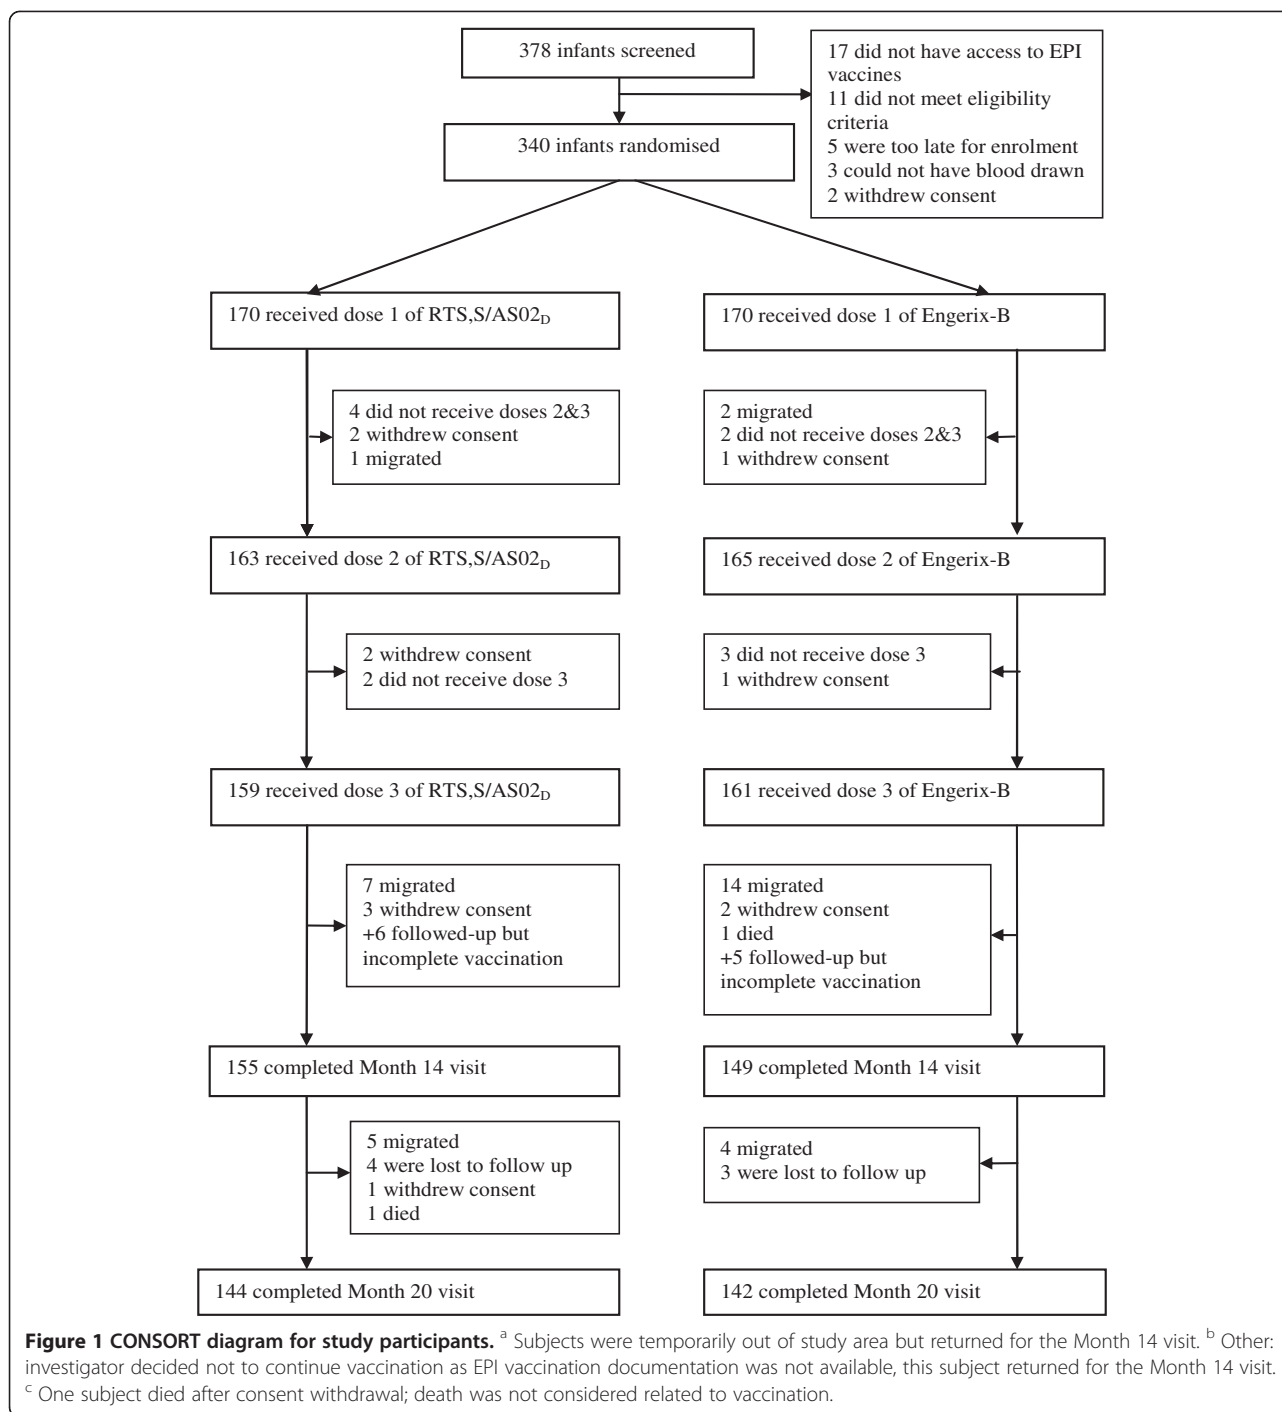 378 infants screened
17 did not have access to EPI
vaccines
11 did not meet eligibility
criteria
5 were too late for enrolment
3 could not have blood drawn
2 withdrew consent
340 infants randomised
170 received dose 1 of RTS,S/AS02D
170 received dose 1 of Engerix-B
4 did not receive doses 2&3
2 withdrew consent
1 migrated
2 migrated
2 did not receive doses 2&3
1 withdrew consent
163 received dose 2 of RTS,S/AS02D
165 received dose 2 of Engerix-B
2 withdrew consent
2 did not receive dose 3
3 did not receive dose 3
1 withdrew consent
159 received dose 3 of RTS,S/AS02D
161 received dose 3 of Engerix-B
7 migrated
3 withdrew consent
+6 followed-up but
incomplete vaccination
14 migrated
2 withdrew consent
1 died
+5 followed-up but
incomplete vaccination
155 completed Month 14 visit
149 completed Month 14 visit
5 migrated
4 were lost to follow up
1 withdrew consent
1 died
4 migrated
3 were lost to follow up
144 completed Month 20 visit
142 completed Month 20 visit
Figure 1 CONSORT diagram for study participants. a Subjects were temporarily out of study area but returned for the Month 14 visit. b Other:
investigator decided not to continue vaccination as EPI vaccination documentation was not available, this subject returned for the Month 14 visit.
c One subject died after consent withdrawal; death was not considered related to vaccination.